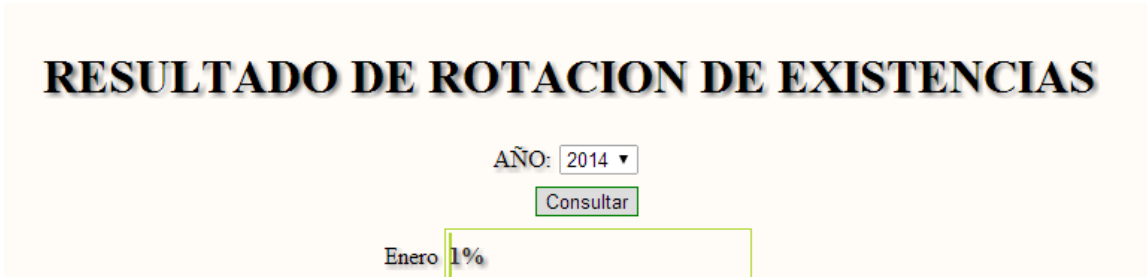 RESULTADO DE ROTACION DE EXISTENCIAS
AÑO: 2014
Consultar
Enero 1%